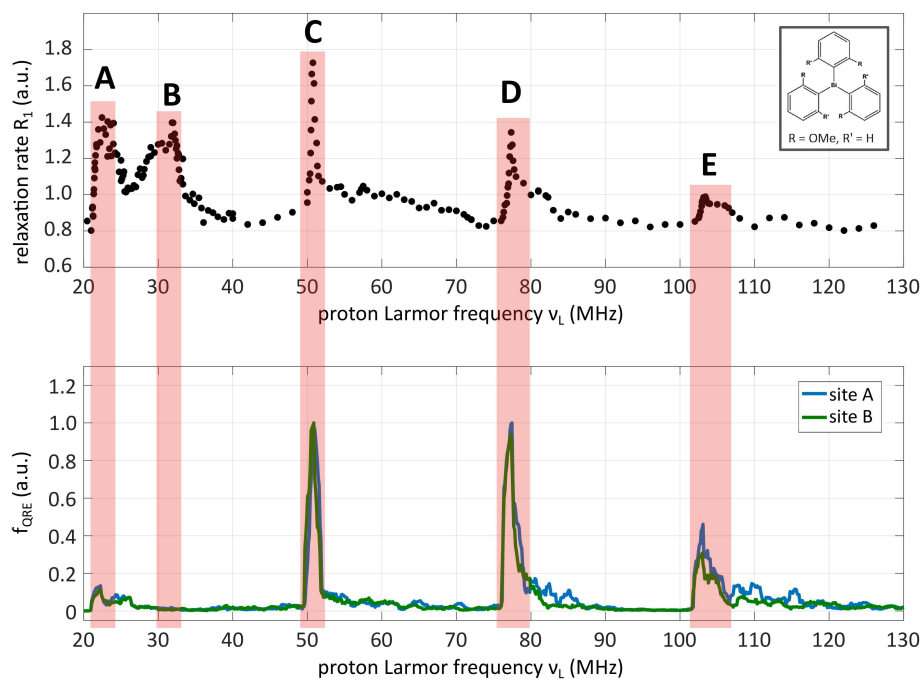 A
B
C
D
E
1.8
1.6
1.4
1.2
1.0
0.8
0.6
relaxation rate R₁ (a.u.)
R' R
R R'
Bi
R' R
R = OMe, R' = H
20 30 40 50 60 70 80 90 100 110 120 130
proton Larmor frequency ν_L (MHz)
1.2
1.0
0.8
0.6
0.4
0.2
0
f_QRE (a.u.)
site A
site B
20 30 40 50 60 70 80 90 100 110 120 130
proton Larmor frequency ν_L (MHz)